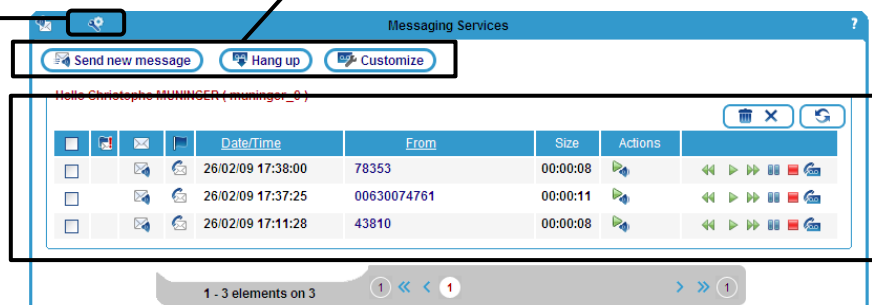 Messaging Services ?
Send new message Hang up Customize
Hello Christophe MUNINGER ( muninger_0 )
Date/Time From Size Actions
26/02/09 17:38:00 78353 00:00:08
26/02/09 17:37:25 00630074761 00:00:11
26/02/09 17:11:28 43810 00:00:08
1 - 3 elements on 3 1 « < 1 > » 1